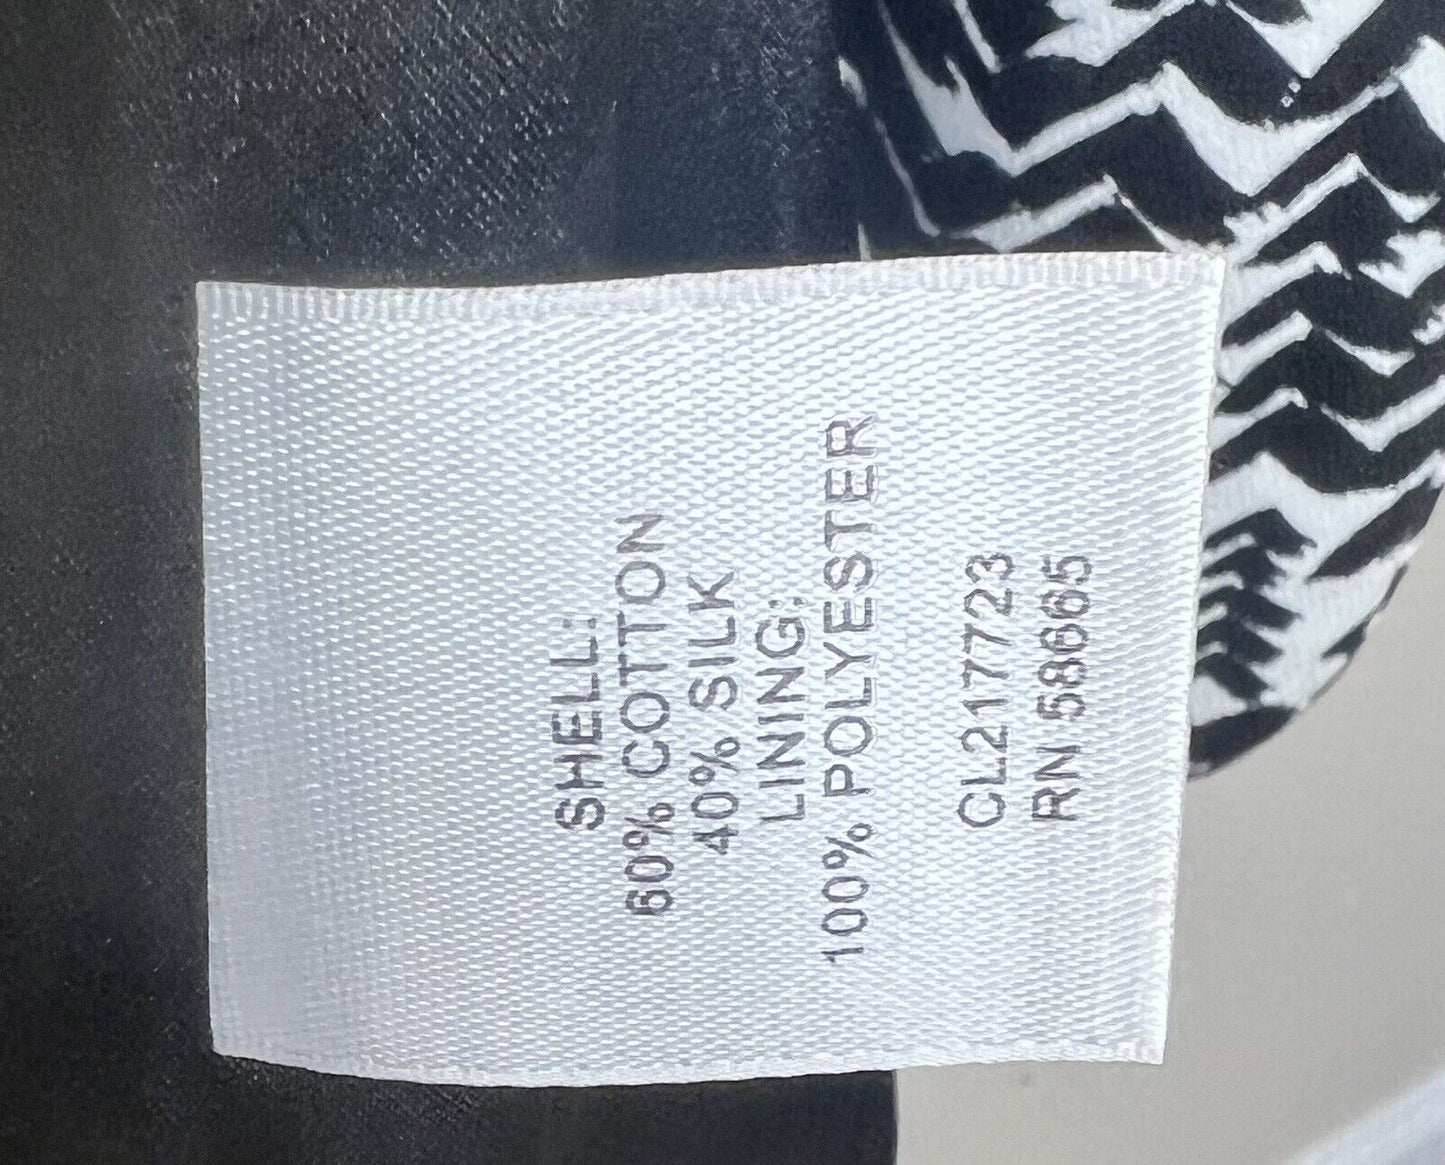 SHELL:
60% COTTON
40% SILK
LINING:
100% POLYESTER
CL217723
RN 58665